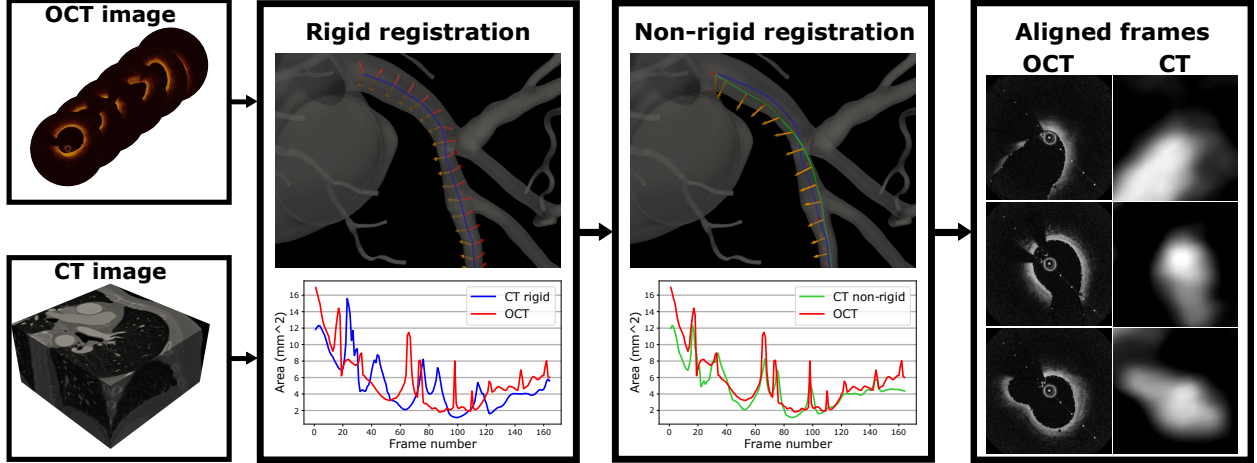 OCT image
CT image
Rigid registration
16
14
12
10
8
6
4
2
Area (mm^2)
CT rigid
OCT
0 20 40 60 80 100 120 140 160
Frame number
Non-rigid registration
16
14
12
10
8
6
4
2
Area (mm^2)
CT non-rigid
OCT
0 20 40 60 80 100 120 140 160
Frame number
Aligned frames
OCT CT